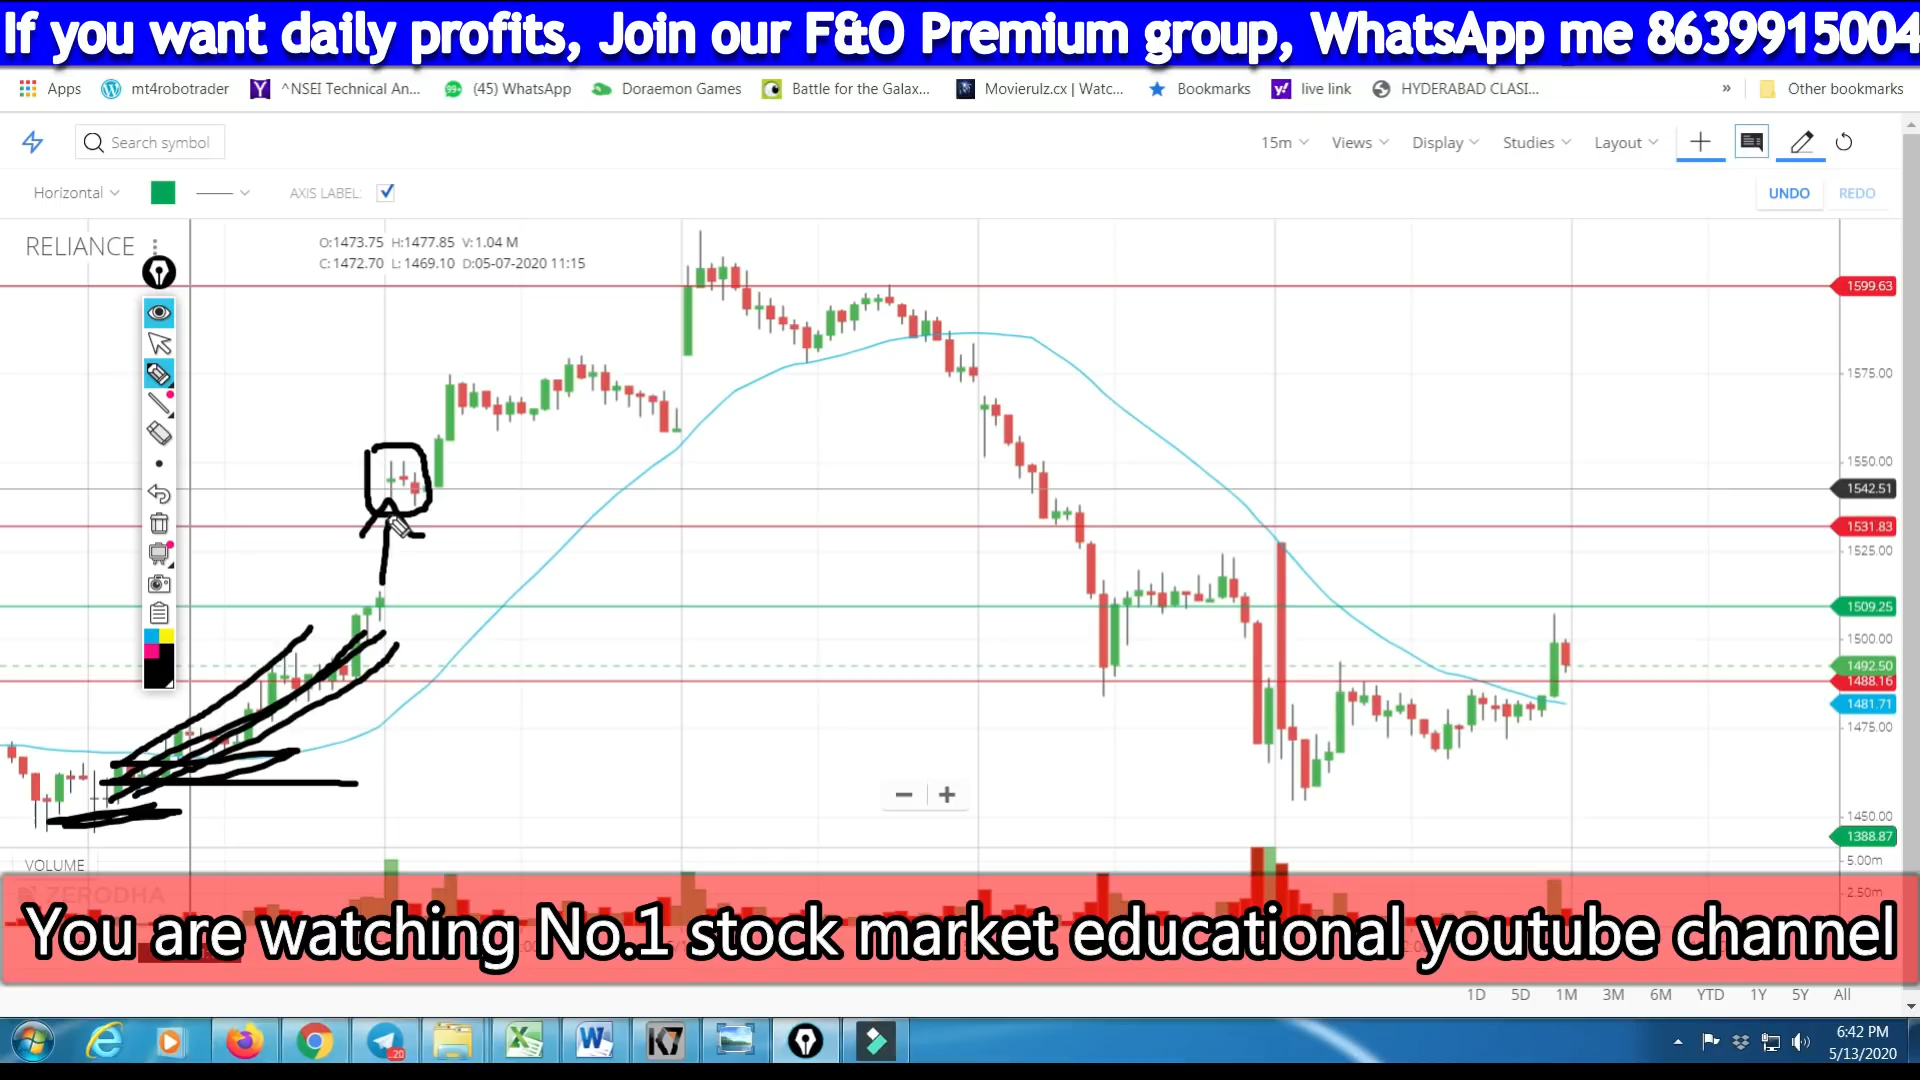 If you want daily profits, Join our F&O Premium group, WhatsApp me 8639915004
Apps mt4robotrader ^NSEI Technical An... (45) WhatsApp Doraemon Games Battle for the Galax... Movierulz.cx | Watc... Bookmarks live link HYDERABAD CLASI... » Other bookmarks
Search symbol 15m Views Display Studies Layout
Horizontal AXIS LABEL: UNDO REDO
RELIANCE
O:1473.75 H:1477.85 V:1.04 M
C:1472.70 L:1469.10 D:05-07-2020 11:15
1599.63
1575.00
1550.00
1542.51
1531.83
1525.00
1509.25
1500.00
1492.50
1488.16
1481.71
1475.00
1450.00
1388.87
VOLUME
5.00m
2.50m
ZERODHA
You are watching No.1 stock market educational youtube channel
1D 5D 1M 3M 6M YTD 1Y 5Y All
20
K7
6:42 PM
5/13/2020